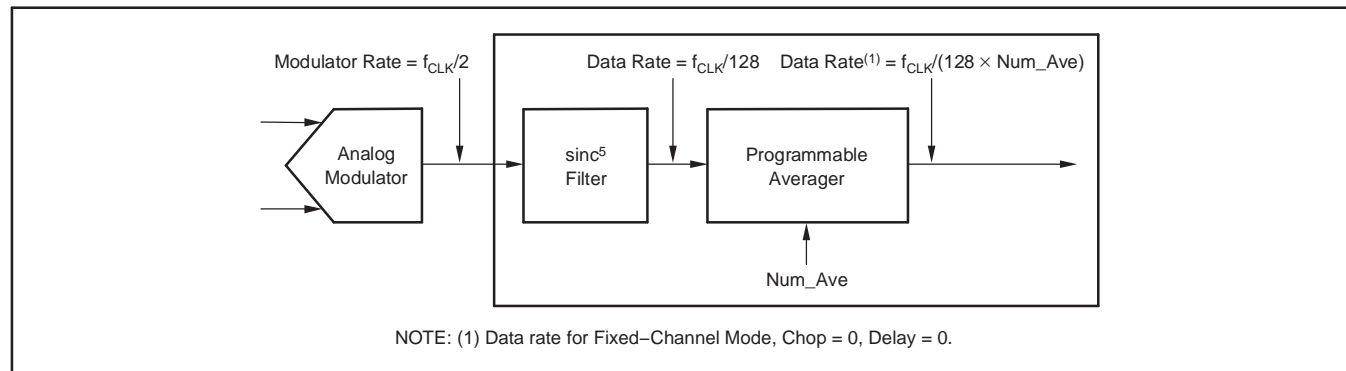 Modulator Rate = fCLK/2
Data Rate = fCLK/128
Data Rate(1) = fCLK/(128 × Num_Ave)
Analog
Modulator
sinc5
Filter
Programmable
Averager
Num_Ave
NOTE: (1) Data rate for Fixed−Channel Mode, Chop = 0, Delay = 0.